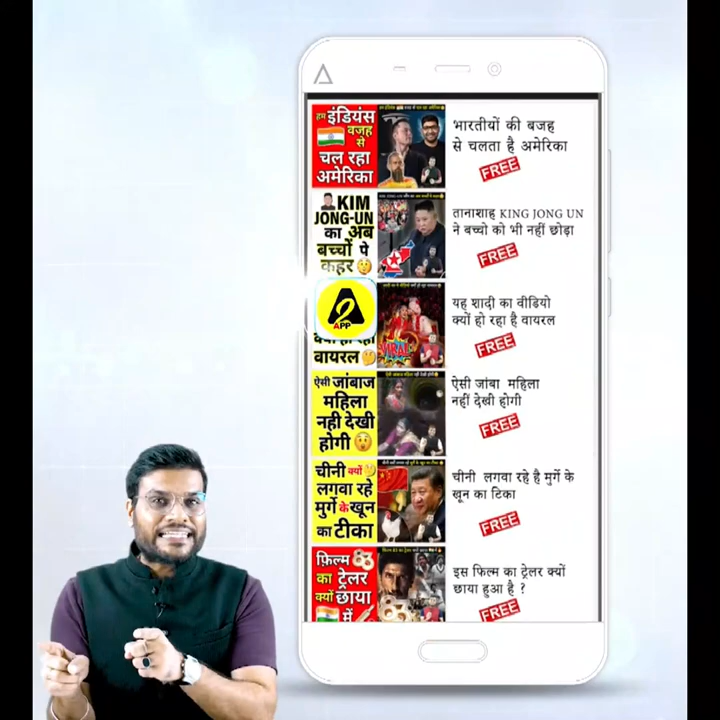 हम इंडियंस
वजह
से
चल रहा
अमेरिका
भारतीयों की बजह
से चलता है अमेरिका
FREE
KIM
JONG-UN
का अब
बच्चों पे
कहर
तानाशाह KING JONG UN
ने बच्चो को भी नहीं छोड़ा
FREE
APP
वायरल
VIRAL
यह शादी का वीडियो
क्यों हो रहा है वायरल
FREE
ऐसी जांबाज
महिला
नही देखी
होगी
ऐसी जांबा महिला
नहीं देखी होगी
FREE
चीनी क्यों
लगवा रहे
मुर्गे के खून
का टीका
चीनी लगवा रहे है मुर्गे के
खून का टिका
FREE
फ़िल्म 83
का ट्रेलर
क्यों छाया
में
इस फिल्म का ट्रेलर क्यों
छाया हुआ है ?
FREE